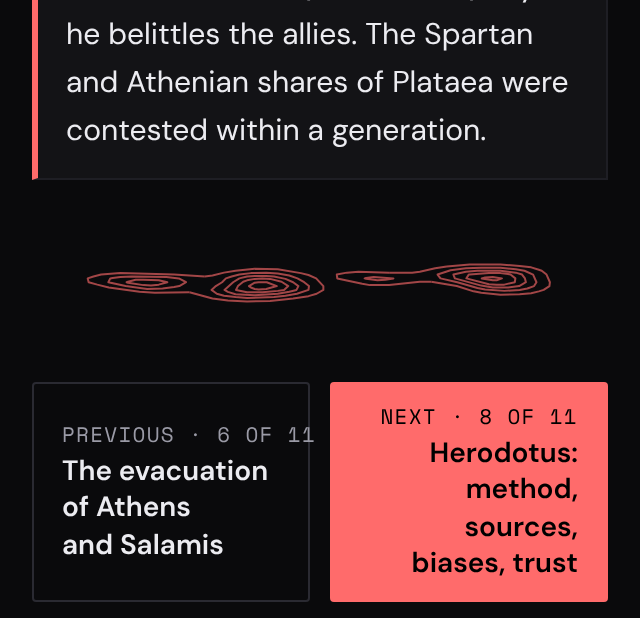 he belittles the allies. The Spartan
and Athenian shares of Plataea were
contested within a generation.
PREVIOUS · 6 OF 11
The evacuation
of Athens
and Salamis
NEXT · 8 OF 11
Herodotus:
method,
sources,
biases, trust